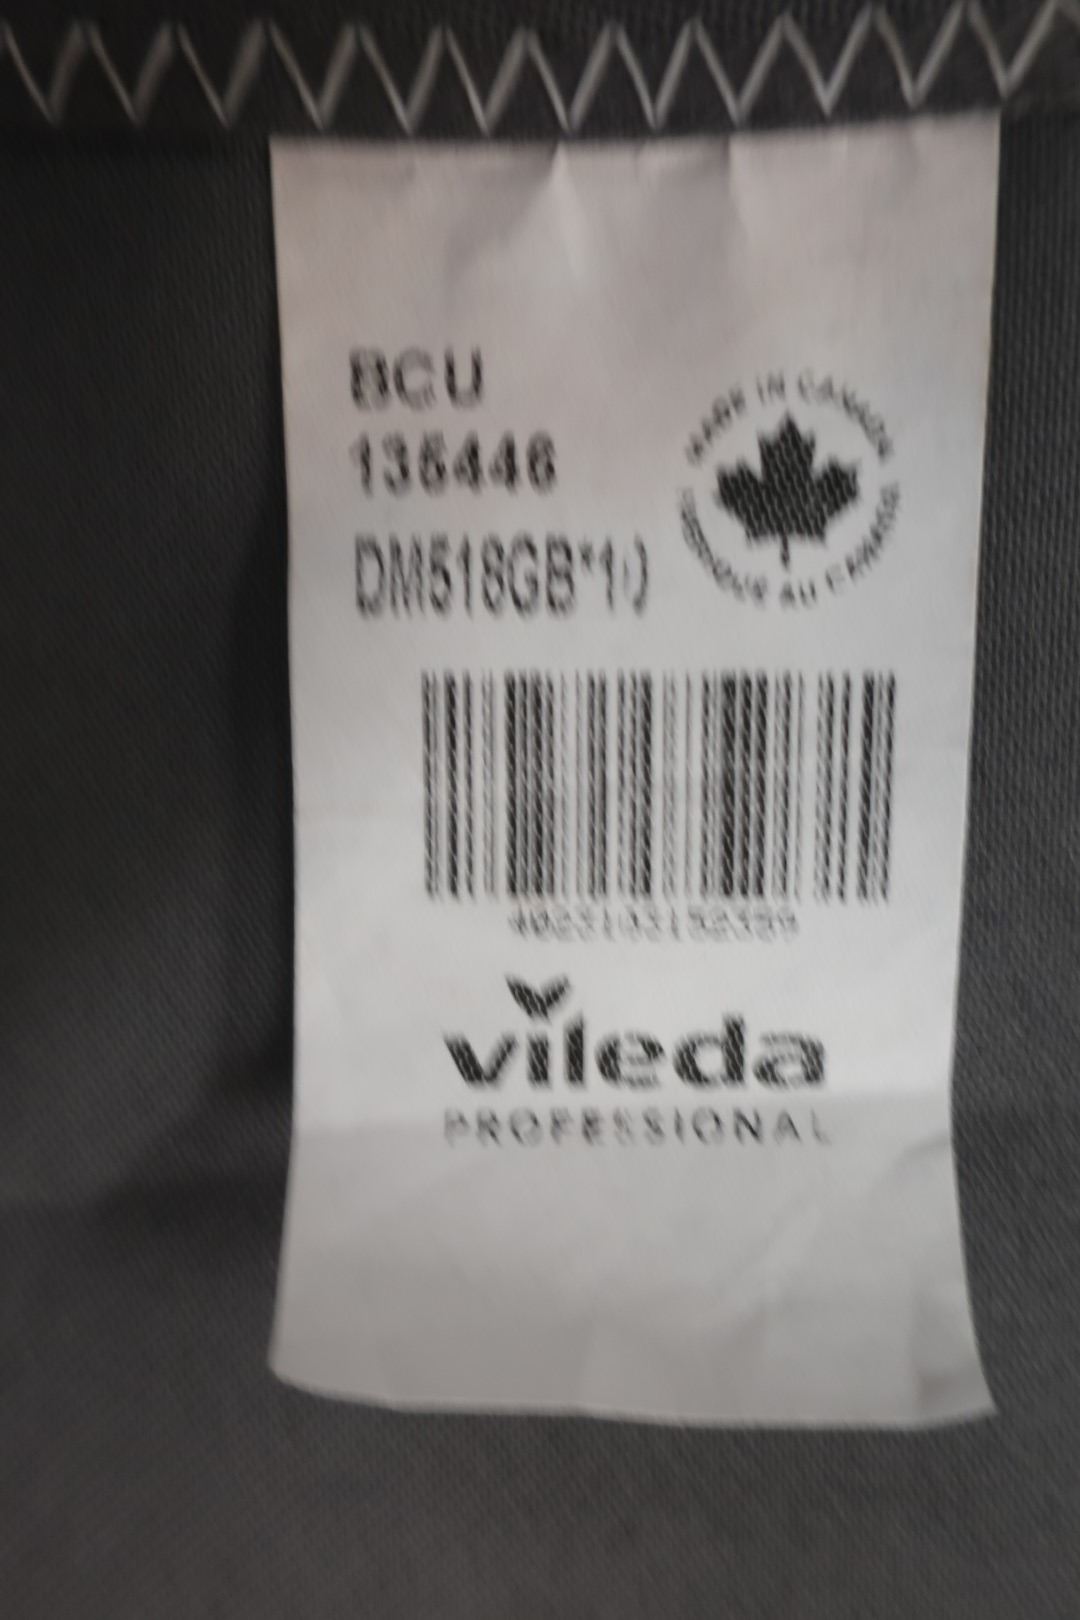 BCU
135446
DM518GB*10
MADE IN CANADA
FABRIQUÉ AU CANADA
vileda
PROFESSIONAL